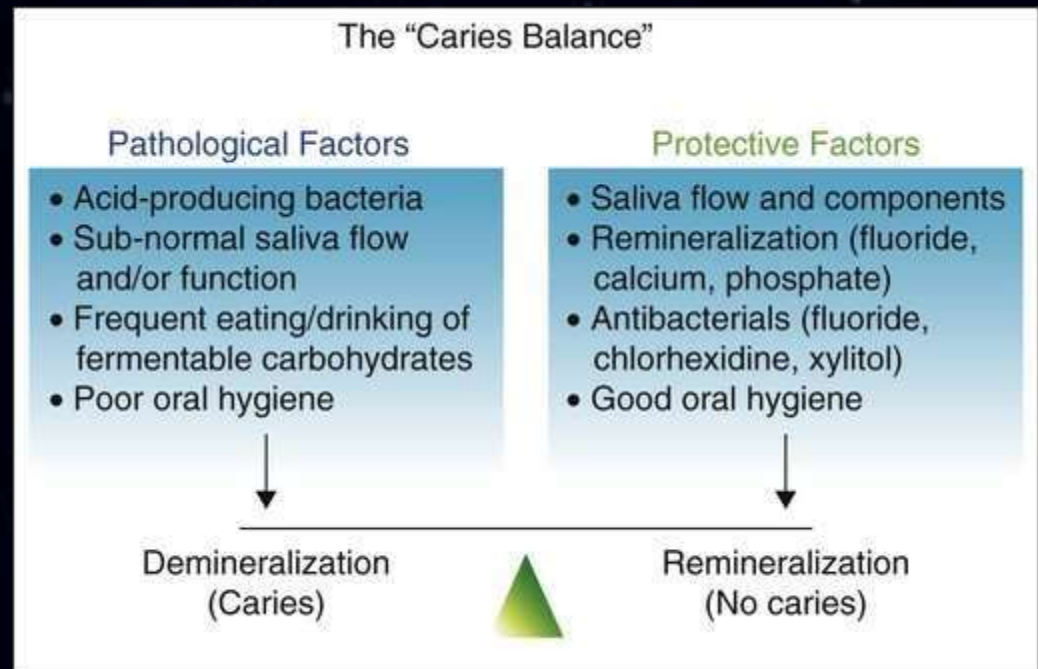 The “Caries Balance”
Pathological Factors
• Acid-producing bacteria
• Sub-normal saliva flow
and/or function
• Frequent eating/drinking of
fermentable carbohydrates
• Poor oral hygiene
Protective Factors
• Saliva flow and components
• Remineralization (fluoride,
calcium, phosphate)
• Antibacterials (fluoride,
chlorhexidine, xylitol)
• Good oral hygiene
Demineralization
(Caries)
Remineralization
(No caries)